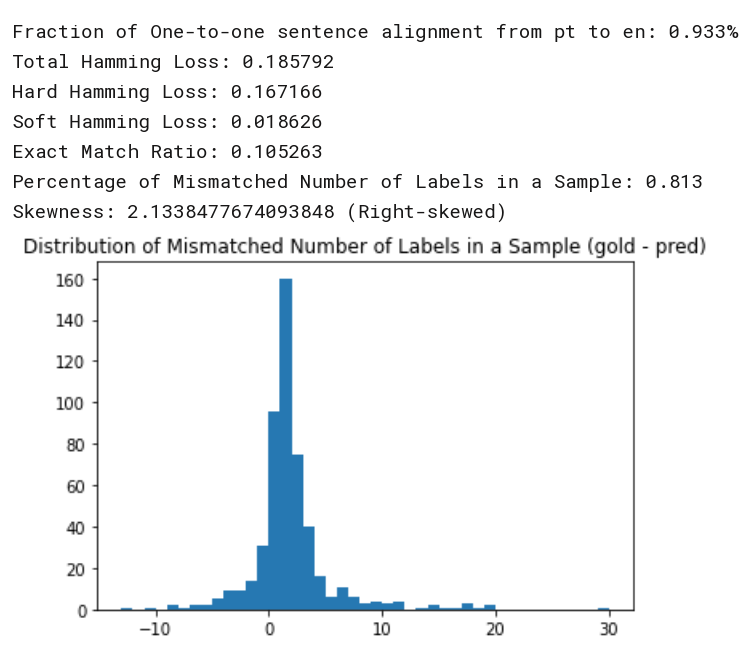 Fraction of One-to-one sentence alignment from pt to en: 0.933%
Total Hamming Loss: 0.185792
Hard Hamming Loss: 0.167166
Soft Hamming Loss: 0.018626
Exact Match Ratio: 0.105263
Percentage of Mismatched Number of Labels in a Sample: 0.813
Skewness: 2.1338477674093848 (Right-skewed)
Distribution of Mismatched Number of Labels in a Sample (gold - pred)
160
140
120
100
80
60
40
20
0
−10 0 10 20 30